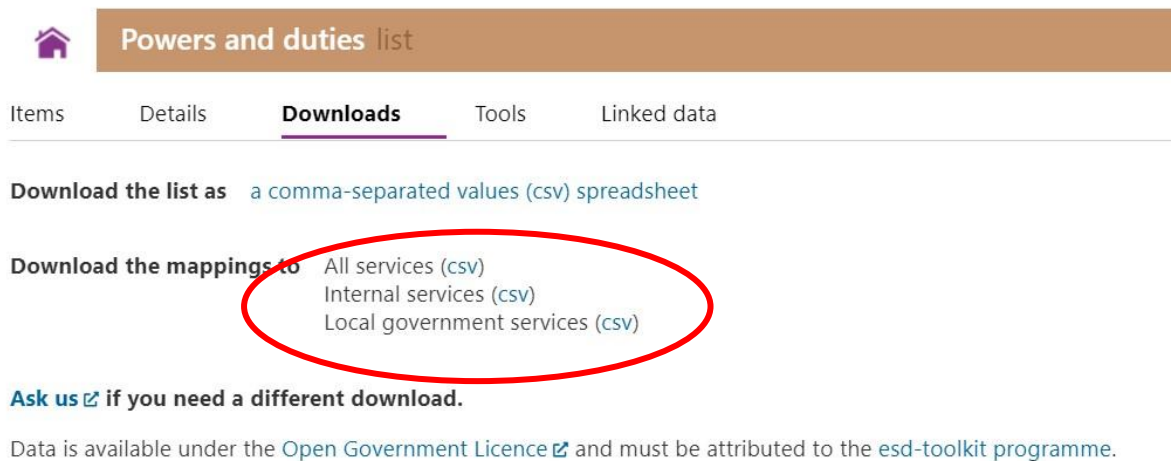 Powers and duties list
Items Details Downloads Tools Linked data
Download the list as a comma-separated values (csv) spreadsheet
Download the mappings to All services (csv)
Internal services (csv)
Local government services (csv)
Ask us if you need a different download.
Data is available under the Open Government Licence and must be attributed to the esd-toolkit programme.